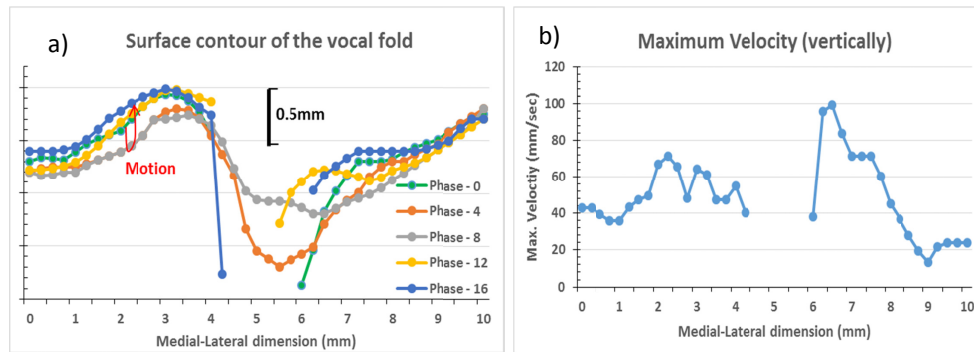 a)
Surface contour of the vocal fold
0.5mm
Motion
Phase - 0
Phase - 4
Phase - 8
Phase - 12
Phase - 16
0 1 2 3 4 5 6 7 8 9 10
Medial-Lateral dimension (mm)
b)
Maximum Velocity (vertically)
Max. Veloctiy (mm/sec)
120
100
80
60
40
20
0
0 1 2 3 4 5 6 7 8 9 10
Medial-Lateral dimension (mm)